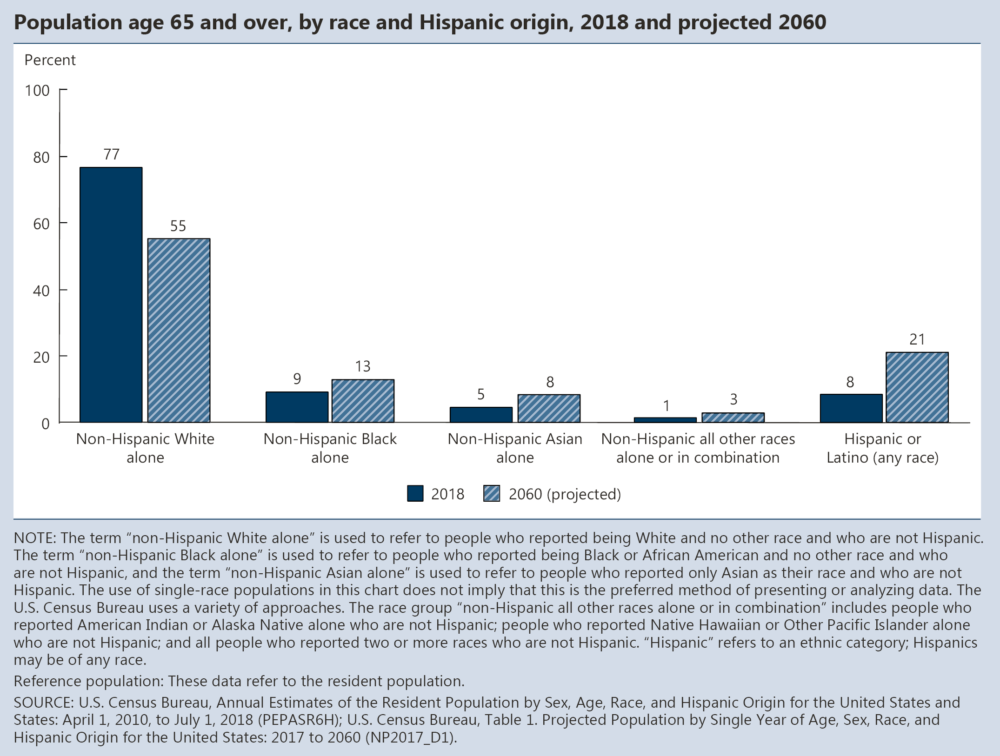 Population age 65 and over, by race and Hispanic origin, 2018 and projected 2060
Percent
100
80
60
40
20
0
77
55
9
13
5
8
1
3
8
21
Non-Hispanic White
alone
Non-Hispanic Black
alone
Non-Hispanic Asian
alone
Non-Hispanic all other races
alone or in combination
Hispanic or
Latino (any race)
2018
2060 (projected)
NOTE: The term “non-Hispanic White alone” is used to refer to people who reported being White and no other race and who are not Hispanic.
The term “non-Hispanic Black alone” is used to refer to people who reported being Black or African American and no other race and who
are not Hispanic, and the term “non-Hispanic Asian alone” is used to refer to people who reported only Asian as their race and who are not
Hispanic. The use of single-race populations in this chart does not imply that this is the preferred method of presenting or analyzing data. The
U.S. Census Bureau uses a variety of approaches. The race group “non-Hispanic all other races alone or in combination” includes people who
reported American Indian or Alaska Native alone who are not Hispanic; people who reported Native Hawaiian or Other Pacific Islander alone
who are not Hispanic; and all people who reported two or more races who are not Hispanic. “Hispanic” refers to an ethnic category; Hispanics
may be of any race.
Reference population: These data refer to the resident population.
SOURCE: U.S. Census Bureau, Annual Estimates of the Resident Population by Sex, Age, Race, and Hispanic Origin for the United States and
States: April 1, 2010, to July 1, 2018 (PEPASR6H); U.S. Census Bureau, Table 1. Projected Population by Single Year of Age, Sex, Race, and
Hispanic Origin for the United States: 2017 to 2060 (NP2017_D1).